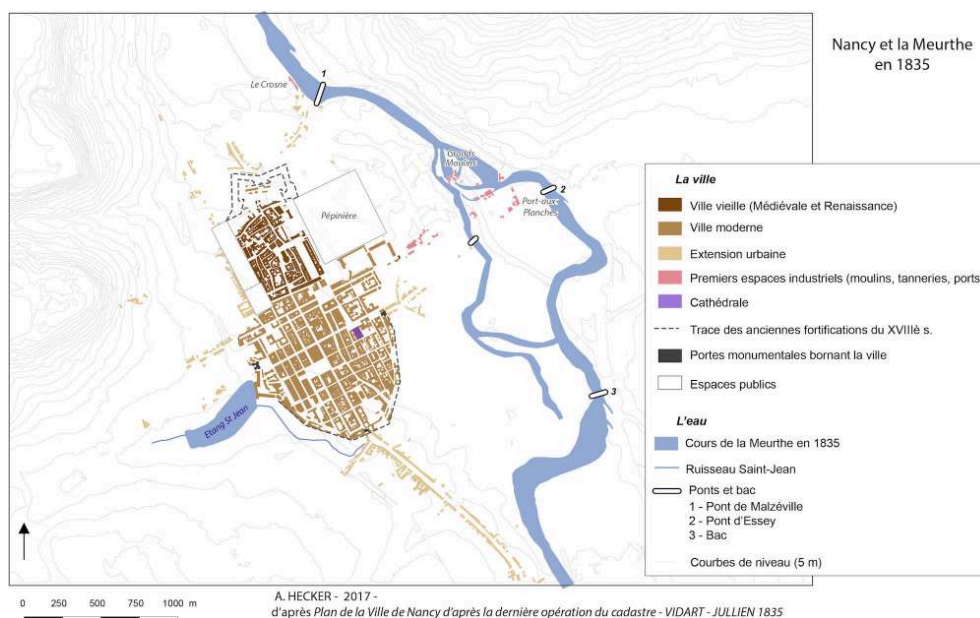 Nancy et la Meurthe
en 1835
1
Le Crosne
Grands
Moulins
2
Port-aux-
Planches
Pépinière
3
Etang St Jean
La ville
Ville vieille (Médiévale et Renaissance)
Ville moderne
Extension urbaine
Premiers espaces industriels (moulins, tanneries, ports
Cathédrale
Trace des anciennes fortifications du XVIIIè s.
Portes monumentales bornant la ville
Espaces publics
L'eau
Cours de la Meurthe en 1835
Ruisseau Saint-Jean
Ponts et bac
1 - Pont de Malzéville
2 - Pont d'Essey
3 - Bac
Courbes de niveau (5 m)
0 250 500 750 1000 m
A. HECKER - 2017 -
d'après Plan de la Ville de Nancy d'après la dernière opération du cadastre - VIDART - JULLIEN 1835